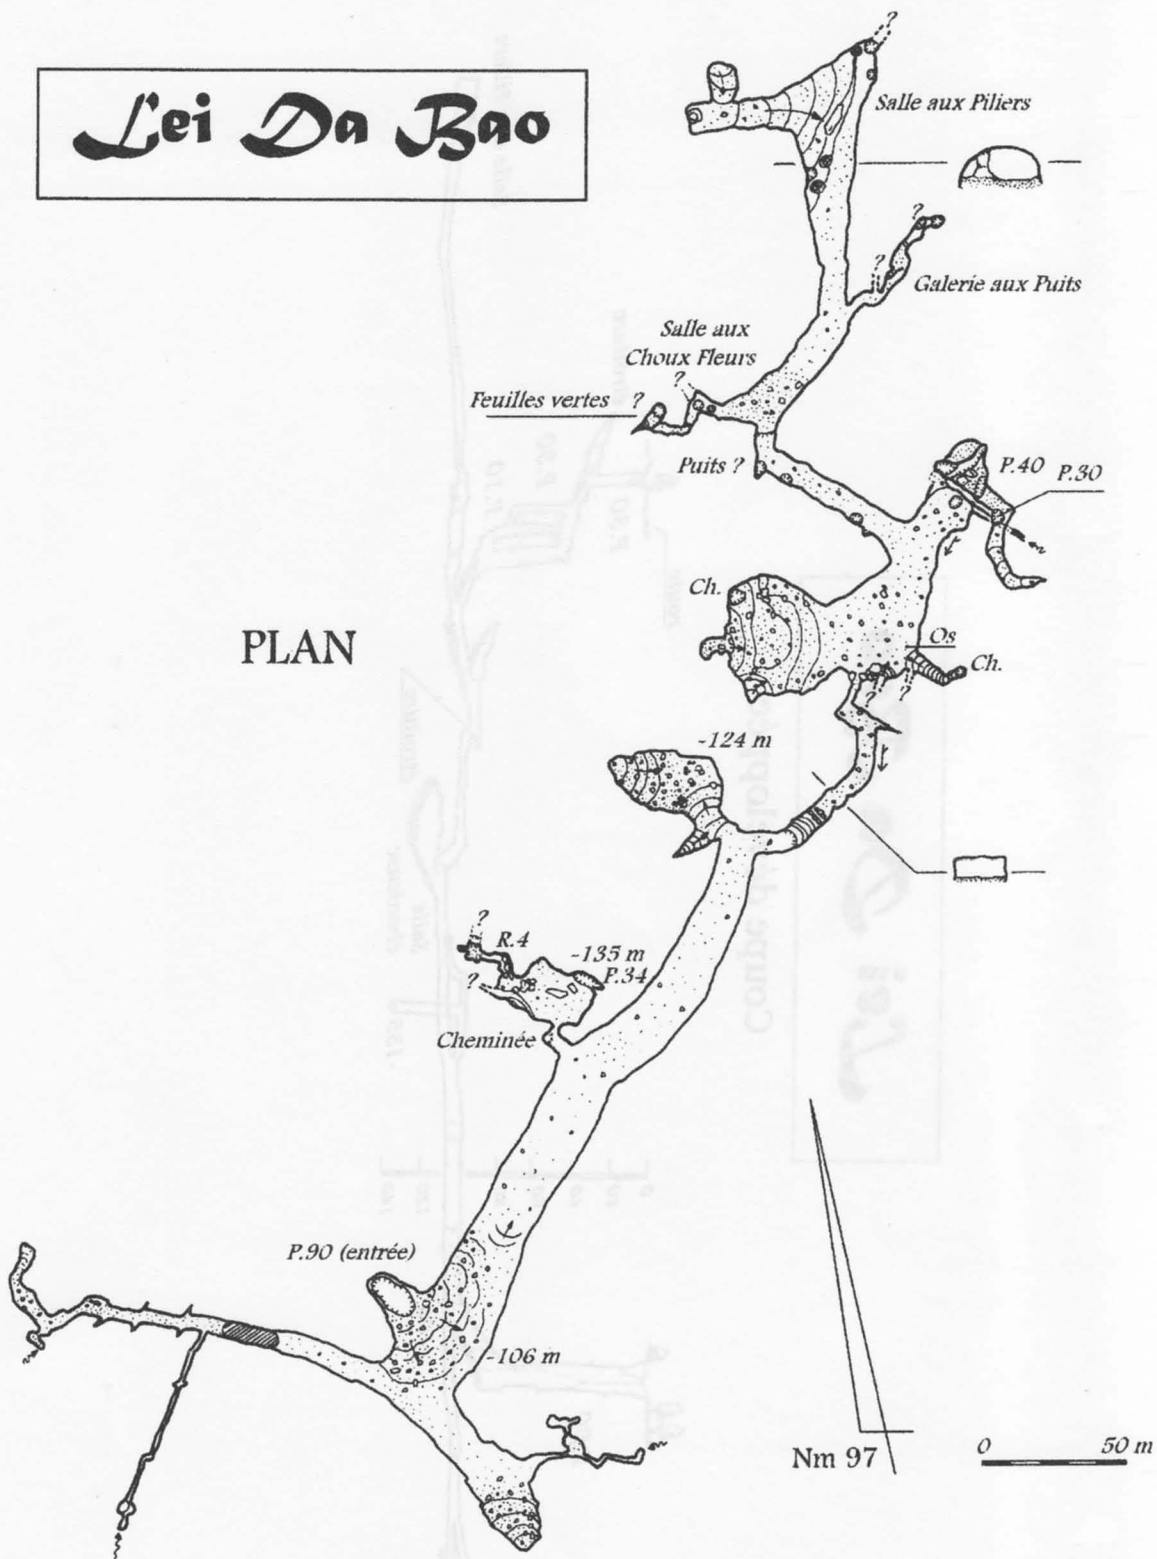 Lei Da Bao
?
Salle aux Piliers
?
?
Galerie aux Puits
Salle aux
Choux Fleurs
?
Feuilles vertes ?
Puits ?
P.40
P.30
Ch.
PLAN
Os
Ch.
? ?
-124 m
?
R.4
-135 m
P.34
?
Cheminée
P.90 (entrée)
-106 m
Nm 97
0 50 m